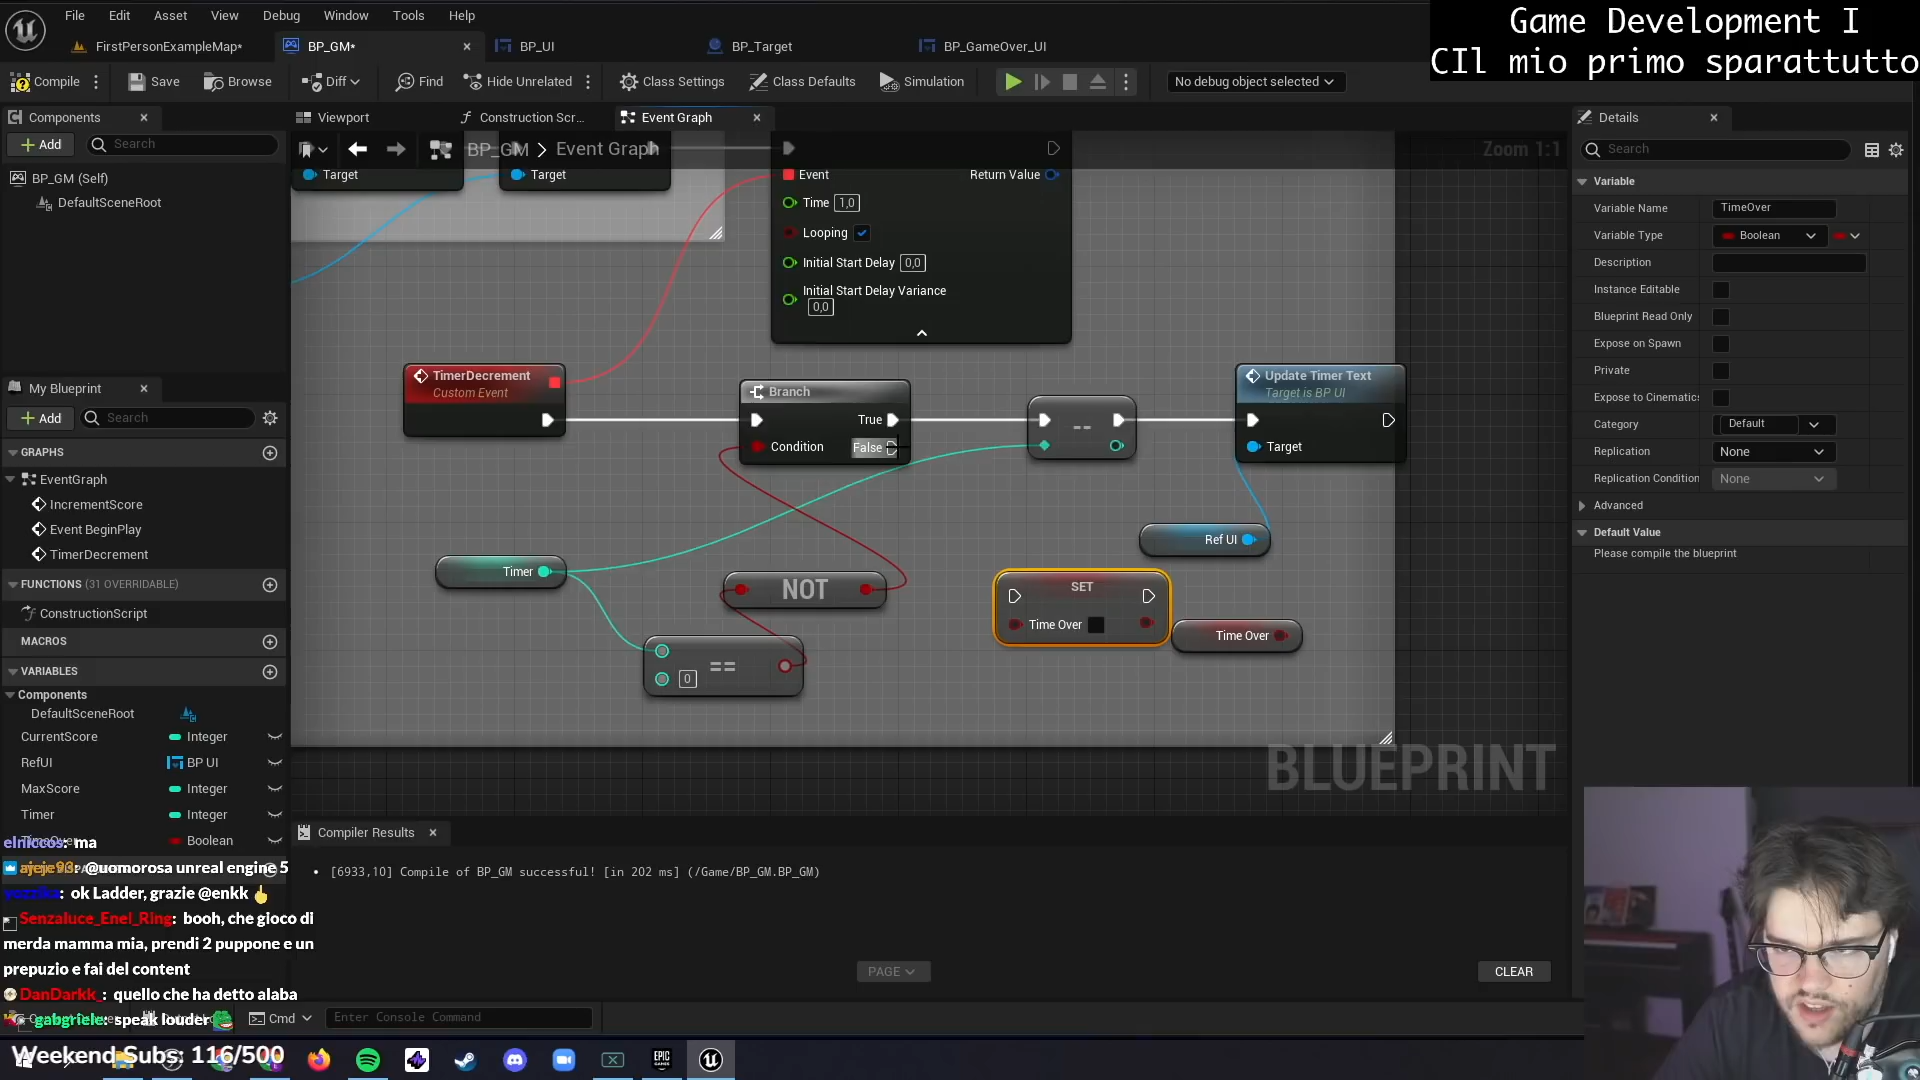 File Edit Asset View Debug Window Tools Help
Game Development I
CIl mio primo sparattutto
FirstPersonExampleMap* BP_GM* BP_UI BP_Target BP_GameOver_UI
Compile Save Browse Diff Find Hide Unrelated Class Settings Class Defaults Simulation No debug object selected
Components Viewport Construction Scr... Event Graph Details
Add Search
BP_GM > Event Graph Zoom 1:1
Search
BP_GM (Self)
DefaultSceneRoot
Target Target
Event Return Value
Time 1,0
Looping
Initial Start Delay 0,0
Initial Start Delay Variance
0,0
TimerDecrement
Custom Event
Branch
True
Condition False
--
Update Timer Text
Target is BP UI
Target
Ref UI
Timer
NOT
SET
Time Over
Time Over
0 ==
BLUEPRINT
Variable
Variable Name TimeOver
Variable Type Boolean
Description
Instance Editable
Blueprint Read Only
Expose on Spawn
Private
Expose to Cinematics
Category Default
Replication None
Replication Condition None
Advanced
Default Value
Please compile the blueprint
My Blueprint
Add Search
GRAPHS
EventGraph
IncrementScore
Event BeginPlay
TimerDecrement
FUNCTIONS (31 OVERRIDABLE)
ConstructionScript
MACROS
VARIABLES
Components
DefaultSceneRoot
CurrentScore Integer
RefUI BP UI
MaxScore Integer
Timer Integer
Boolean
elniccos: ma
@uomorosa unreal engine 5
ok Ladder, grazie @enkk
Senzaluce_Enel_Ring: booh, che gioco di
merda mamma mia, prendi 2 puppone e un
prepuzio e fai del content
DanDarkk_: quello che ha detto alaba
gabgriele: speak louder
Compiler Results
[6933,10] Compile of BP_GM successful! [in 202 ms] (/Game/BP_GM.BP_GM)
PAGE CLEAR
Cmd Enter Console Command
Weekend Subs: 116/500
EPIC
GAMES